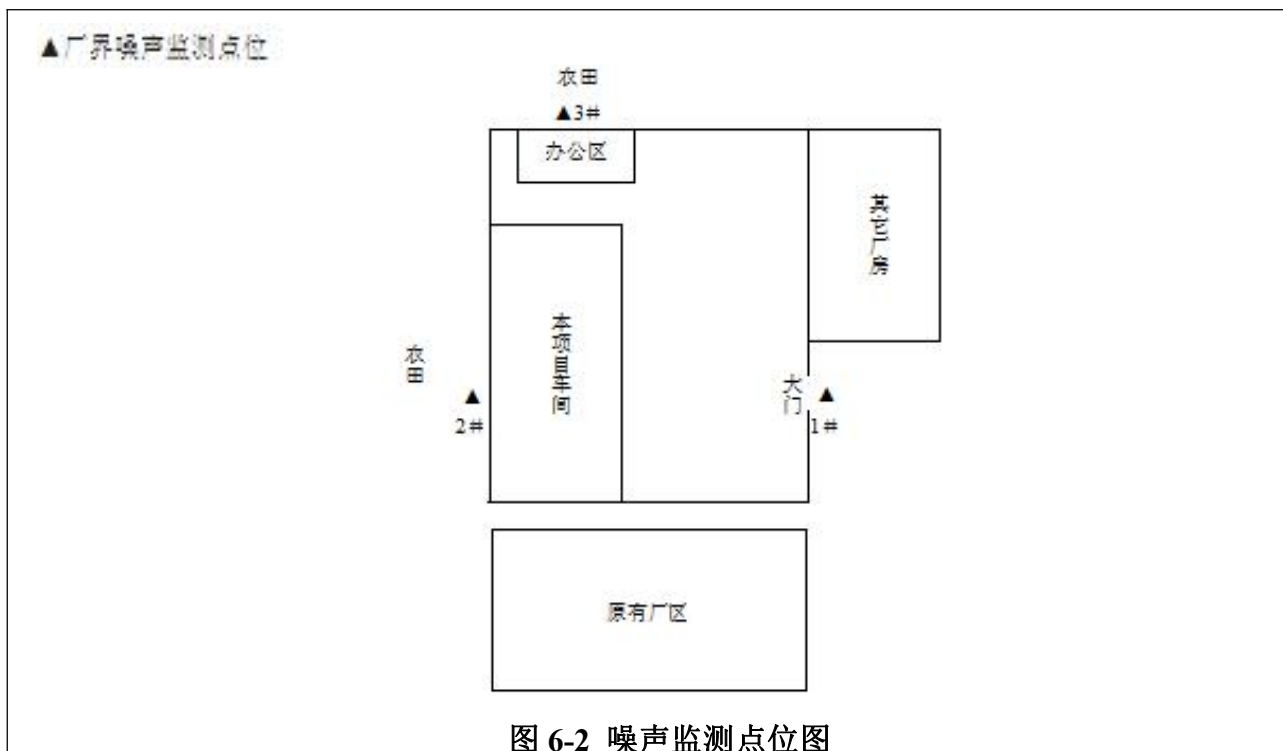 ▲厂界噪声监测点位
农田
▲3#
办公区
其它厂房
本项目车间
农田
大门
▲
2#
▲
1#
原有厂区
图 6-2 噪声监测点位图